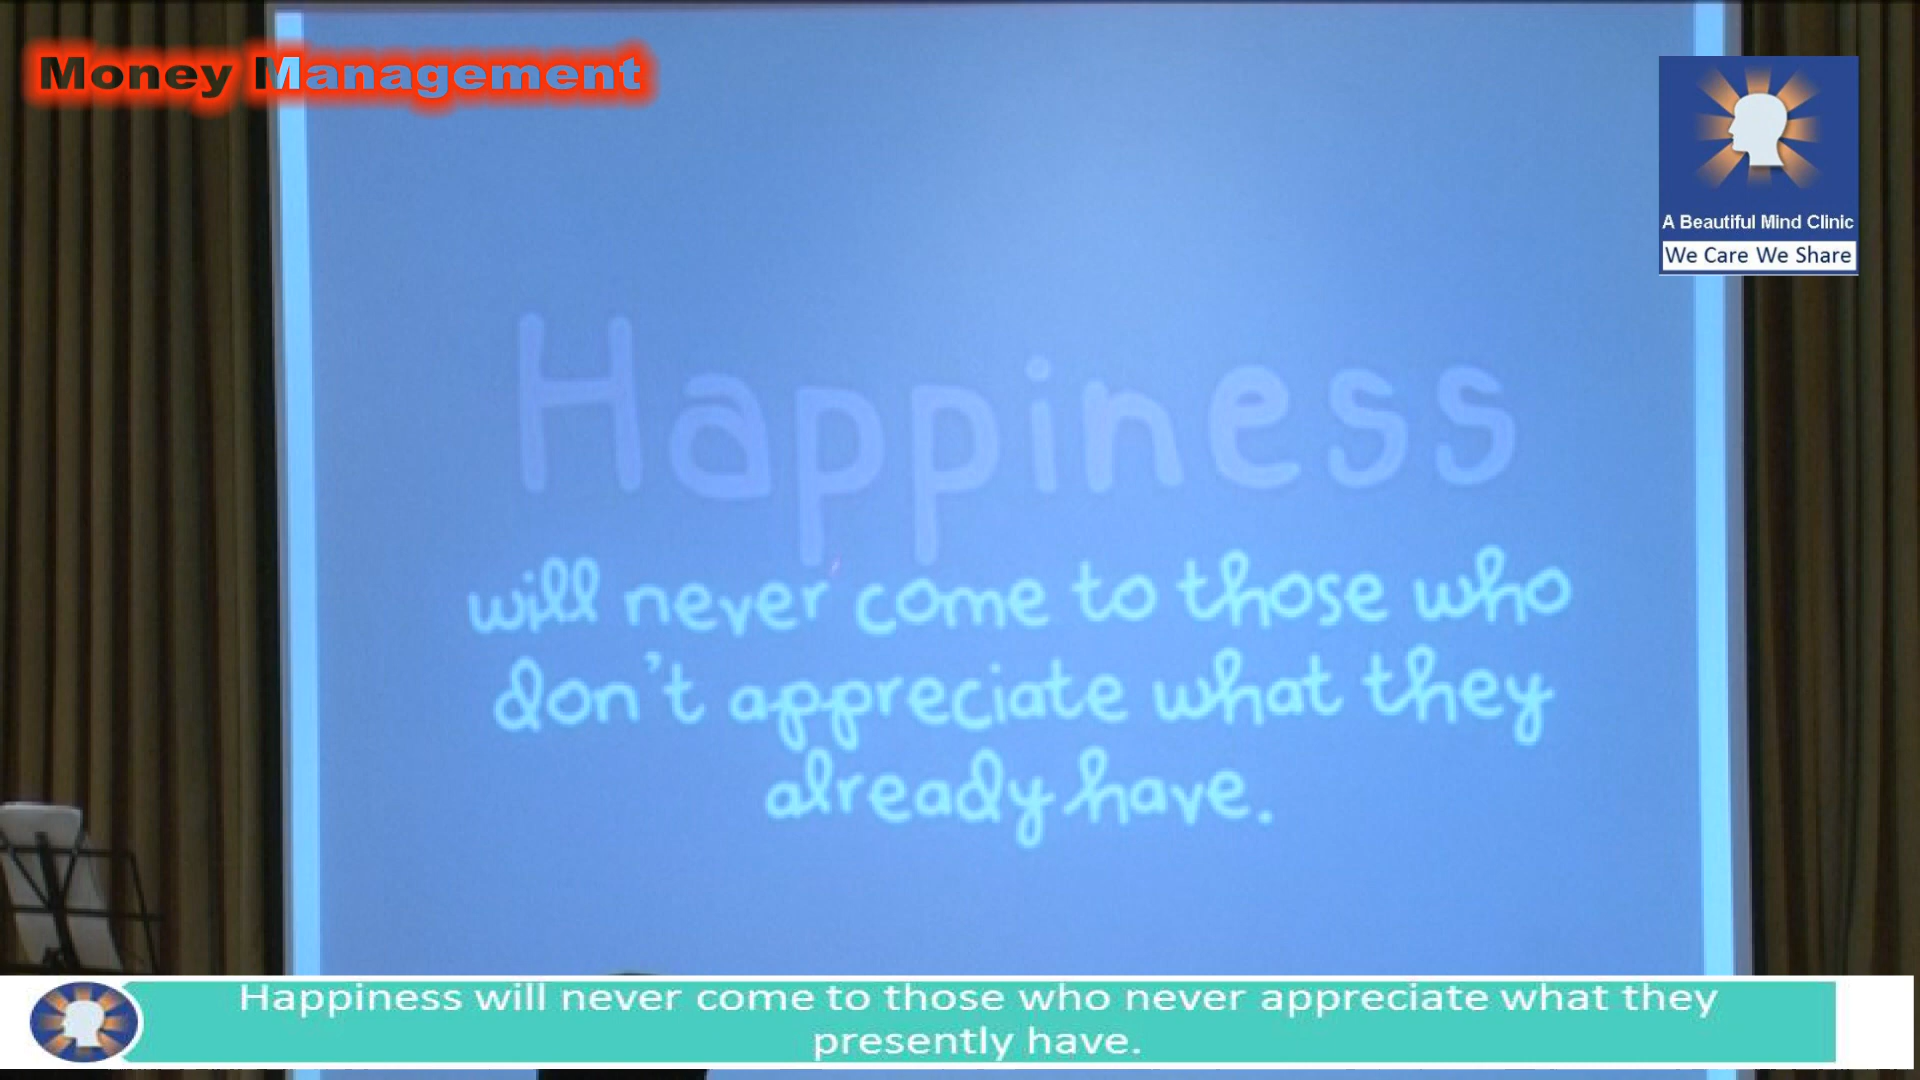 Money Management
A Beautiful Mind Clinic
We Care We Share
Happiness
will never come to those who
don't appreciate what they
already have.
Happiness will never come to those who never appreciate what they
presently have.